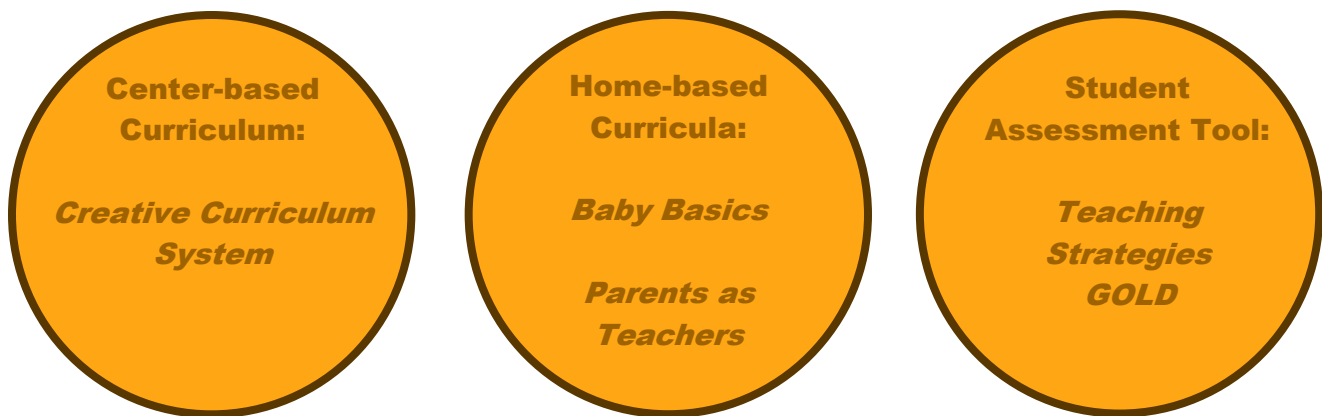 Center-based
Curriculum:
Creative Curriculum
System
Home-based
Curricula:
Baby Basics
Parents as
Teachers
Student
Assessment Tool:
Teaching
Strategies
GOLD